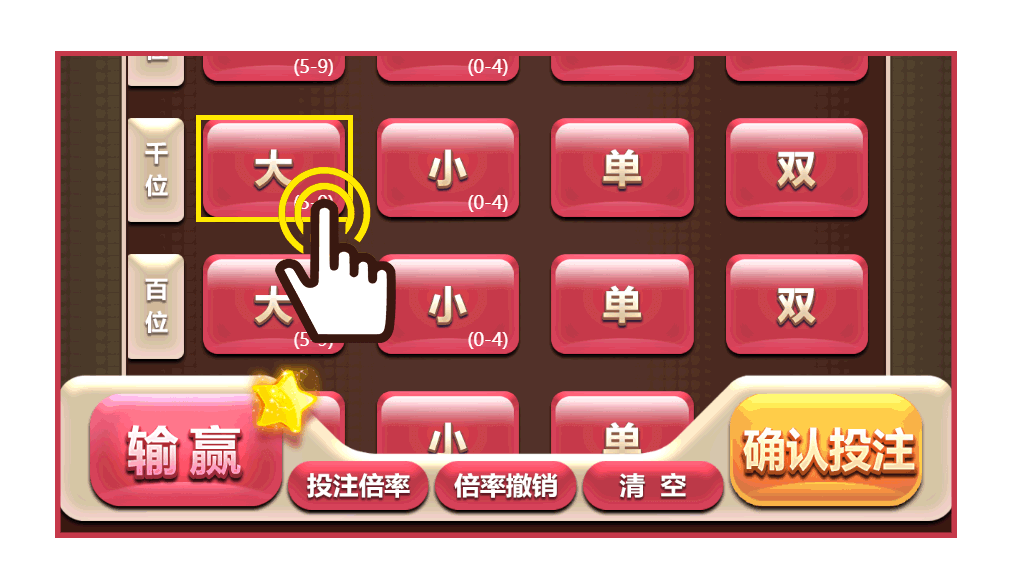 (5-9) (0-4)
千位 大 小 (0-4) 单 双
百位 大 小 (0-4) 单 双
小 单
输 赢 投注倍率 倍率撤销 清 空 确认投注